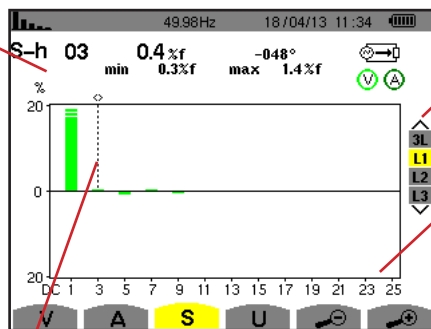 49.98Hz 18/04/13 11:34
S-h 03 0.4%f -048°
min 0.3%f max 1.4%f
V A
%
20
0
20
3L
L1
L2
L3
DC 1 3 5 7 9 11 13 15 17 19 21 23 25
V A S U